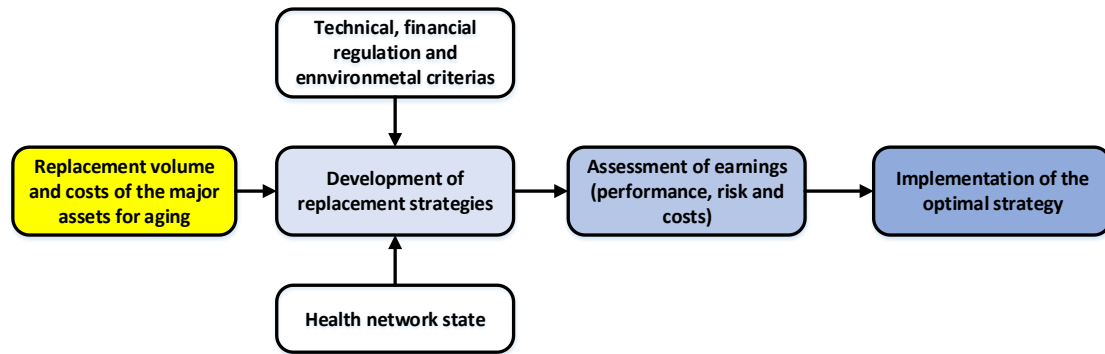 Technical, financial
regulation and
ennvironmetal criterias
Replacement volume
and costs of the major
assets for aging
Development of
replacement strategies
Assessment of earnings
(performance, risk and
costs)
Implementation of the
optimal strategy
Health network state